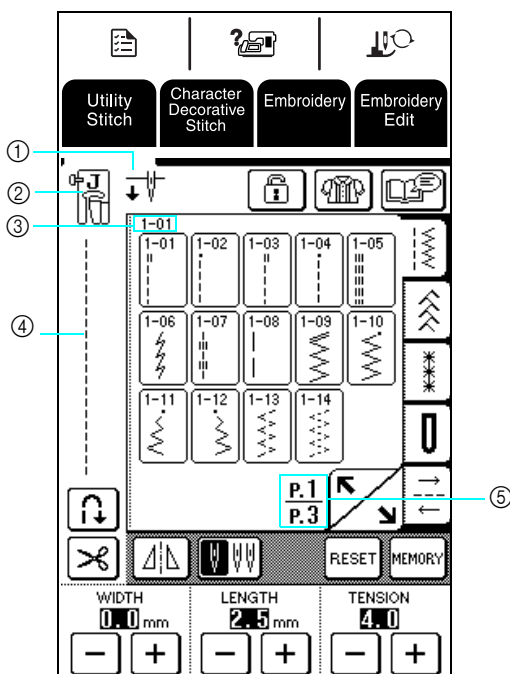 Utility
Stitch
Character
Decorative
Stitch
Embroidery
Embroidery
Edit
①
②
J
③
1-01
1-01
1-02
1-03
1-04
1-05
④
1-06
1-07
1-08
1-09
1-10
1-11
1-12
1-13
1-14
P.1
P.3
⑤
RESET
MEMORY
WIDTH
LENGTH
TENSION
0.0 mm
2.5 mm
4.0
− + − + − +